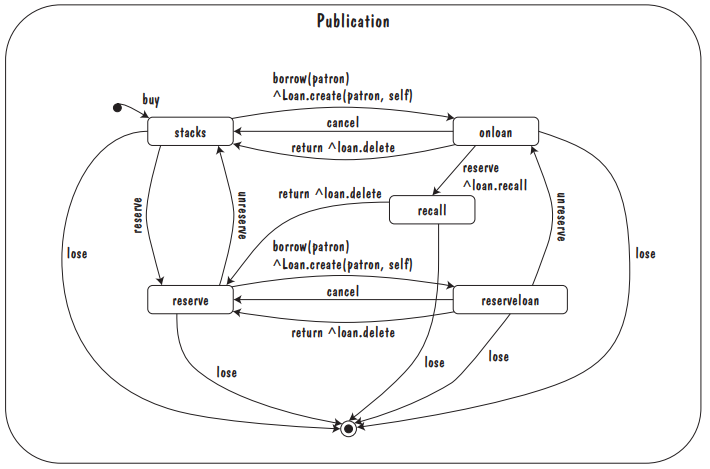 Publication
buy
borrow(patron)
^Loan.create(patron, self)
stacks
cancel
onloan
return ^loan.delete
reserve
^loan.recall
return ^loan.delete
recall
reserve
unreserve
unreserve
lose
lose
borrow(patron)
^Loan.create(patron, self)
reserve
cancel
reserveloan
return ^loan.delete
lose
lose
lose